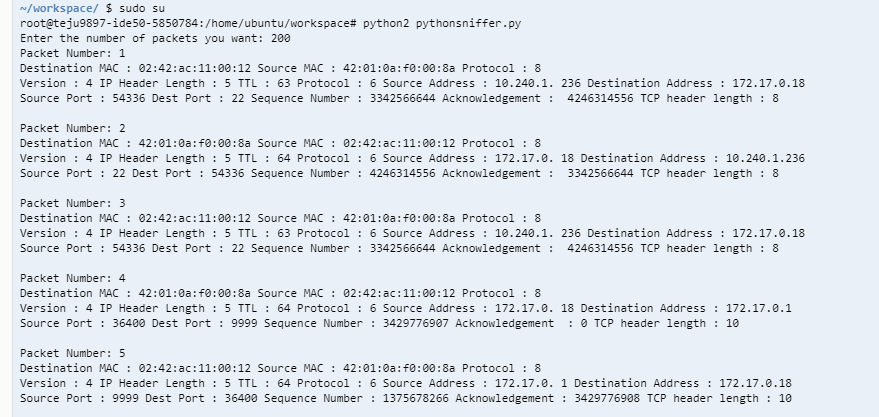 ~/workspace/ $ sudo su
root@teju9897-ide50-5850784:/home/ubuntu/workspace# python2 pythonsniffer.py
Enter the number of packets you want: 200
Packet Number: 1
Destination MAC : 02:42:ac:11:00:12 Source MAC : 42:01:0a:f0:00:8a Protocol : 8
Version : 4 IP Header Length : 5 TTL : 63 Protocol : 6 Source Address : 10.240.1. 236 Destination Address : 172.17.0.18
Source Port : 54336 Dest Port : 22 Sequence Number : 3342566644 Acknowledgement :  4246314556 TCP header length : 8

Packet Number: 2
Destination MAC : 42:01:0a:f0:00:8a Source MAC : 02:42:ac:11:00:12 Protocol : 8
Version : 4 IP Header Length : 5 TTL : 64 Protocol : 6 Source Address : 172.17.0. 18 Destination Address : 10.240.1.236
Source Port : 22 Dest Port : 54336 Sequence Number : 4246314556 Acknowledgement :  3342566644 TCP header length : 8

Packet Number: 3
Destination MAC : 02:42:ac:11:00:12 Source MAC : 42:01:0a:f0:00:8a Protocol : 8
Version : 4 IP Header Length : 5 TTL : 63 Protocol : 6 Source Address : 10.240.1. 236 Destination Address : 172.17.0.18
Source Port : 54336 Dest Port : 22 Sequence Number : 3342566644 Acknowledgement :  4246314556 TCP header length : 8

Packet Number: 4
Destination MAC : 42:01:0a:f0:00:8a Source MAC : 02:42:ac:11:00:12 Protocol : 8
Version : 4 IP Header Length : 5 TTL : 64 Protocol : 6 Source Address : 172.17.0. 18 Destination Address : 172.17.0.1
Source Port : 36400 Dest Port : 9999 Sequence Number : 3429776907 Acknowledgement  : 0 TCP header length : 10

Packet Number: 5
Destination MAC : 02:42:ac:11:00:12 Source MAC : 42:01:0a:f0:00:8a Protocol : 8
Version : 4 IP Header Length : 5 TTL : 64 Protocol : 6 Source Address : 172.17.0. 1 Destination Address : 172.17.0.18
Source Port : 9999 Dest Port : 36400 Sequence Number : 1375678266 Acknowledgement : 3429776908 TCP header length : 10